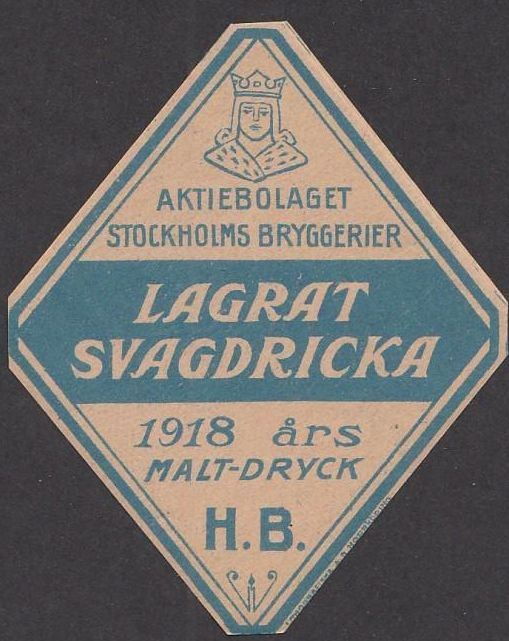 AKTIEBOLAGET
STOCKHOLMS BRYGGERIER
LAGRAT
SVAGDRICKA
1918 års
MALT-DRYCK
H.B.